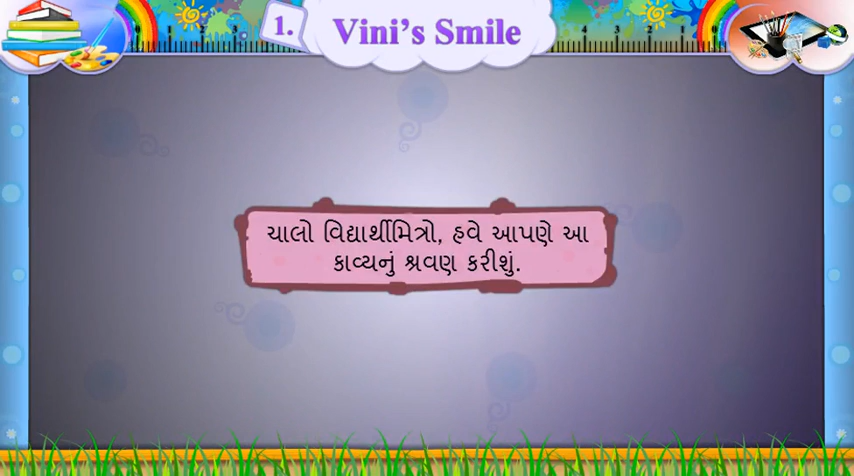 1.
Vini's Smile
ચાલો વિદ્યાર્થીમિત્રો, હવે આપણે આ
કાવ્યનું શ્રવણ કરીશું.